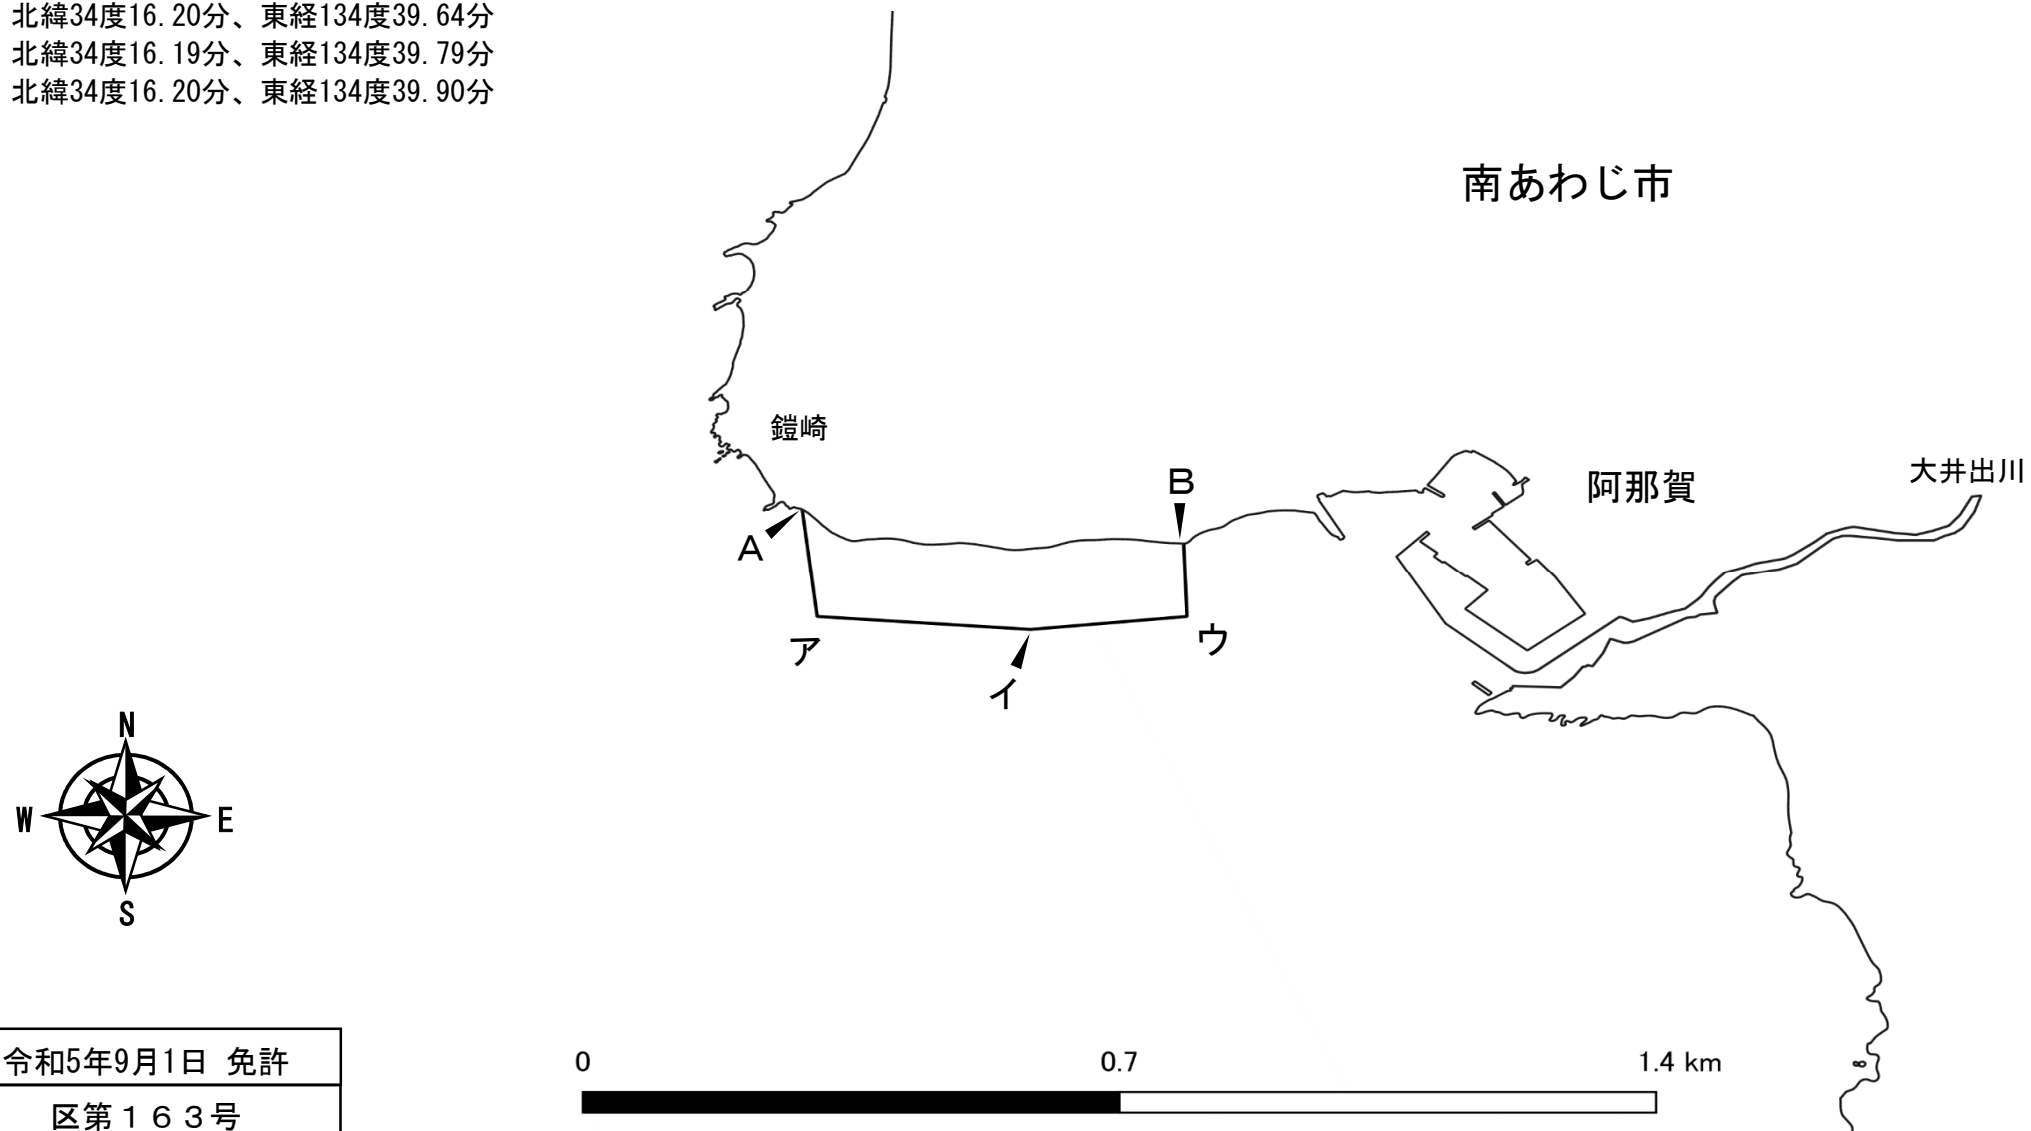 北緯34度16.20分、東経134度39.64分
北緯34度16.19分、東経134度39.79分
北緯34度16.20分、東経134度39.90分
南あわじ市
鎧崎
阿那賀
大井出川
B
A
ア
イ
ウ
N
W
E
S
令和5年9月1日 免許
区第163号
0
0.7
1.4 km